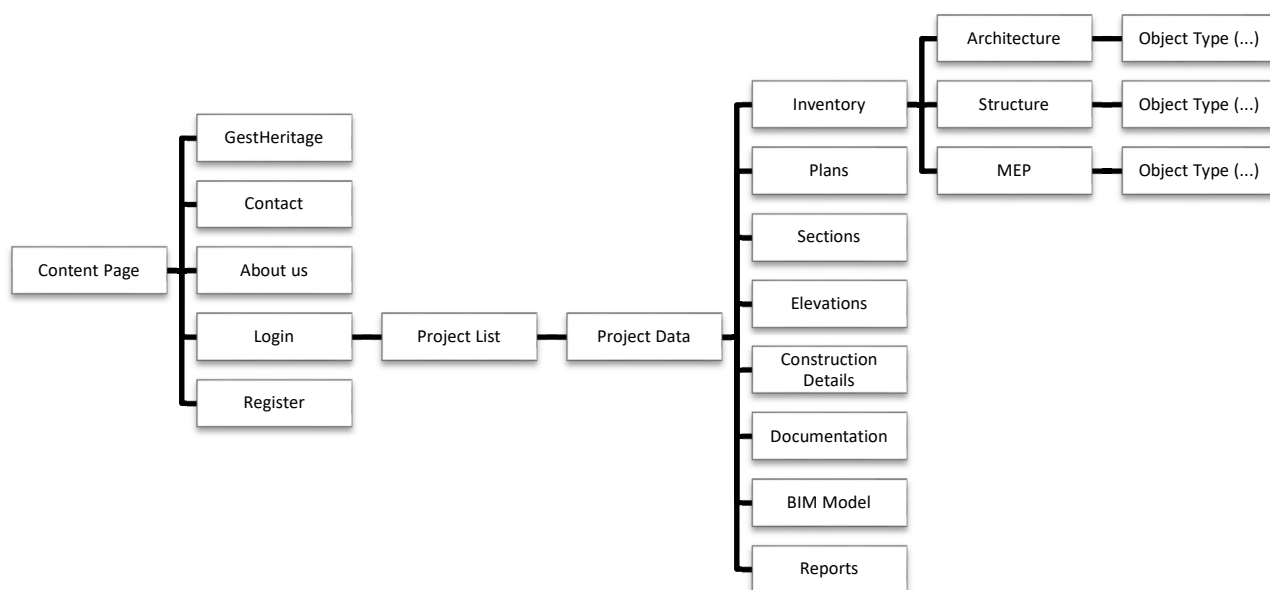 Architecture
Object Type (...)
Inventory
Structure
Object Type (...)
GestHeritage
Plans
MEP
Object Type (...)
Contact
Sections
Content Page
About us
Elevations
Login
Project List
Project Data
Construction
Details
Register
Documentation
BIM Model
Reports